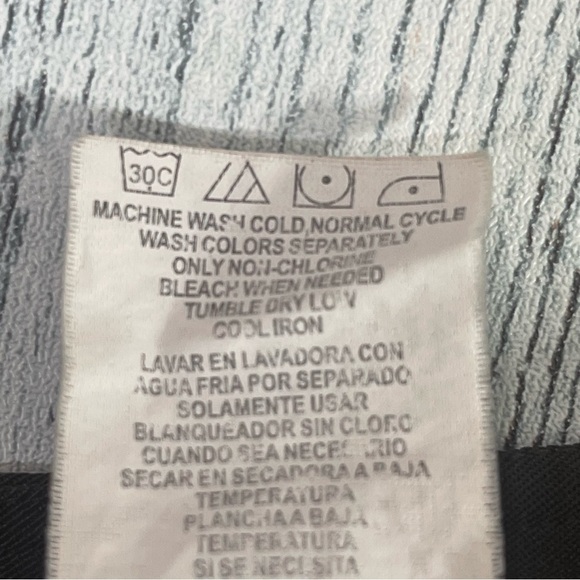 30C
MACHINE WASH COLD, NORMAL CYCLE
WASH COLORS SEPARATELY
ONLY NON-CHLORINE
BLEACH WHEN NEEDED
TUMBLE DRY LOW
COOL IRON
LAVAR EN LAVADORA CON
AGUA FRIA POR SEPARADO
SOLAMENTE USAR
BLANQUEADOR SIN CLORO
CUANDO SEA NECESARIO
SECAR EN SECADORA A BAJA
TEMPERATURA
PLANCHA A BAJA
TEMPERATURA
SI SE NECESITA